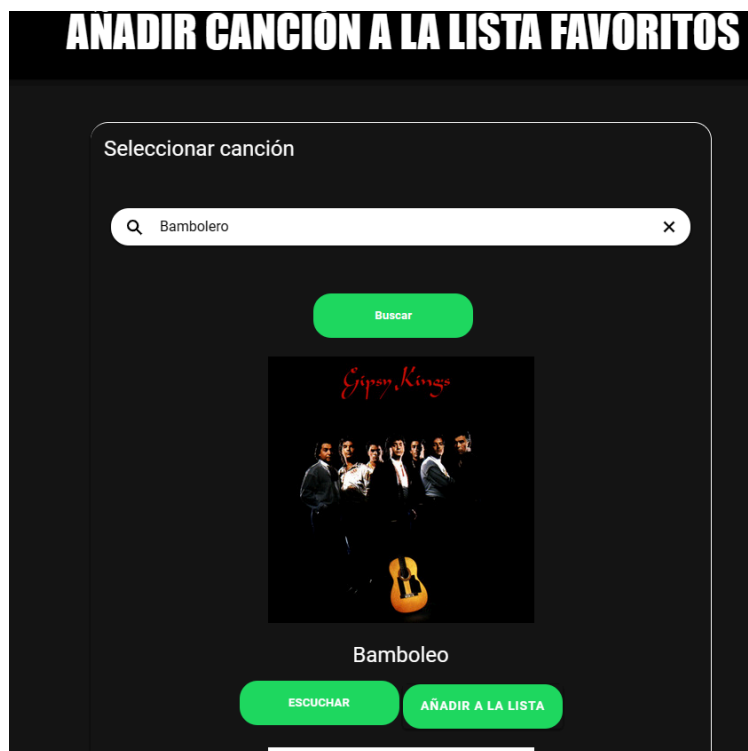 AÑADIR CANCIÓN A LA LISTA FAVORITOS
Seleccionar canción
Bambolero
Buscar
Gipsy Kings
Bamboleo
ESCUCHAR
AÑADIR A LA LISTA